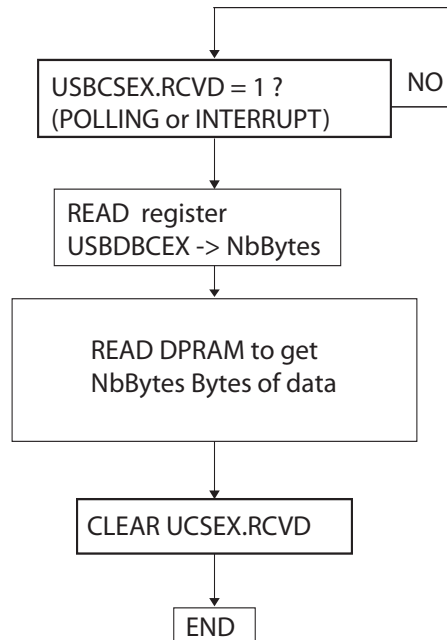 USBCSEX.RCVD = 1 ?
(POLLING or INTERRUPT)
NO
READ register
USBDBCEX -> NbBytes
READ DPRAM to get
NbBytes Bytes of data
CLEAR UCSEX.RCVD
END